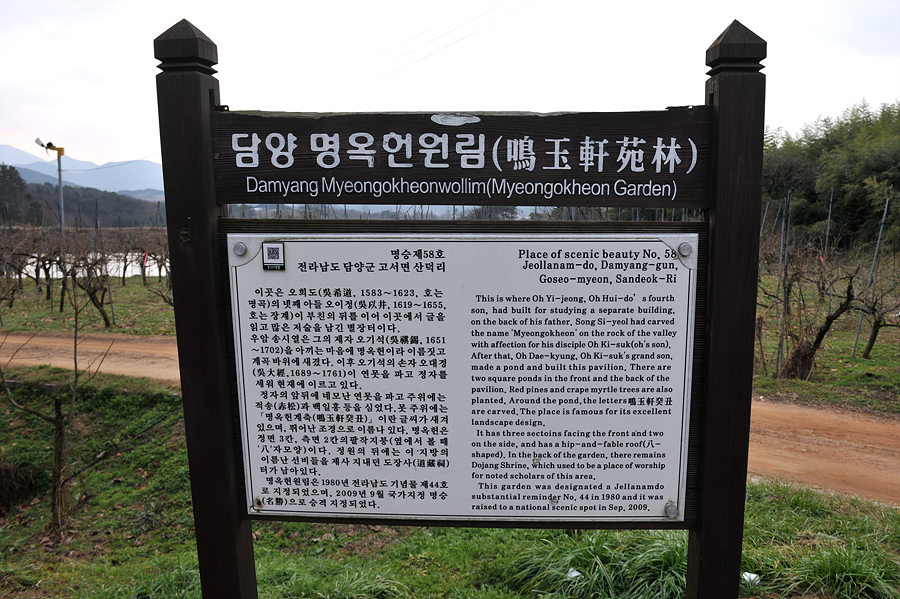 담양 명옥헌원림(鳴玉軒苑林)
Damyang Myeongokheonwollim(Myeongokheon Garden)
명승제58호
전라남도 담양군 고서면 산덕리
이곳은 오희도(吳希道, 1583~1623, 호는
명곡)의 넷째 아들 오이정(吳以井, 1619~1655,
호는 장계)이 부친의 뒤를 이어 이곳에서 글을
읽고 많은 저술을 남긴 별장터이다.
우암 송시열은 그의 제자 오기석(吳祺錫, 1651
~1702)을 아끼는 마음에 명옥헌이라 이름짓고
계곡 바위에 새겼다. 이후 오기석의 손자 오대경
(吳大經, 1689~1761)이 연못을 파고 정자를
세워 현재에 이르고 있다.
정자의 앞뒤에 네모난 연못을 파고 주위에는
적송(赤松)과 백일홍 등을 심었다. 못 주위에는
「명옥헌계축(鳴玉軒癸丑)」이란 글씨가 새겨
있으며, 뛰어난 조경으로 이름나 있다. 명옥헌은
정면 3칸, 측면 2칸의 팔작지붕(옆에서 볼 때
'八'자모양)이다. 정원의 뒤에는 이 지방의
이름난 선비들을 제사 지내던 도장사(道藏祠)
터가 남아있다.
명옥헌원림은 1980년 전라남도 기념물 제44호
로 지정되었으며, 2009년 9월 국가지정 명승
(名勝)으로 승격 지정되었다.
Place of scenic beauty No. 58
Jeollanam-do, Damyang-gun,
Goseo-myeon, Sandeok-Ri
This is where Oh Yi-jeong, Oh Hui-do's fourth
son, had built for studying a separate building,
on the back of his father. Song Si-yeol had carved
the name 'Myeongokheon' on the rock of the valley
with affection for his disciple Oh Ki-suk(oh's son).
After that, Oh Dae-kyung, Oh Ki-suk's grand son,
made a pond and built this pavilion. There are
two square ponds in the front and the back of the
pavilion. Red pines and crape myrtle trees are also
planted. Around the pond, the letters 鳴玉軒癸丑
are carved. The place is famous for its excellent
landscape design.
It has three sectoins facing the front and two
on the side, and has a hip-and-fable roof(八-
shaped). In the back of the garden, there remains
Dojang Shrine, which used to be a place of worship
for noted scholars of this area.
This garden was designated a Jellanamdo
substantial reminder No. 44 in 1980 and it was
raised to a national scenic spot in Sep. 2009.